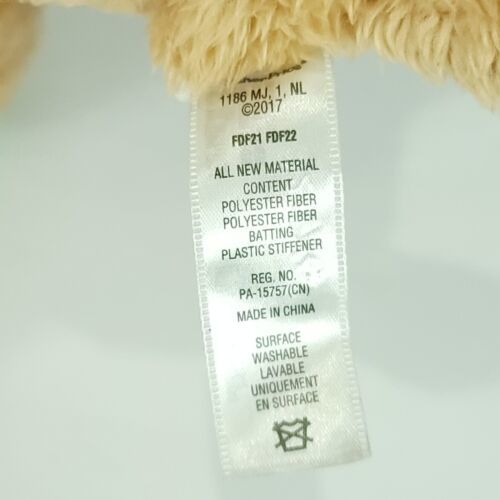 1186 MJ, 1, NL
©2017
FDF21 FDF22
ALL NEW MATERIAL
CONTENT
POLYESTER FIBER
POLYESTER FIBER
BATTING
PLASTIC STIFFENER
REG. NO.
PA-15757(CN)
MADE IN CHINA
SURFACE
WASHABLE
LAVABLE
UNIQUEMENT
EN SURFACE